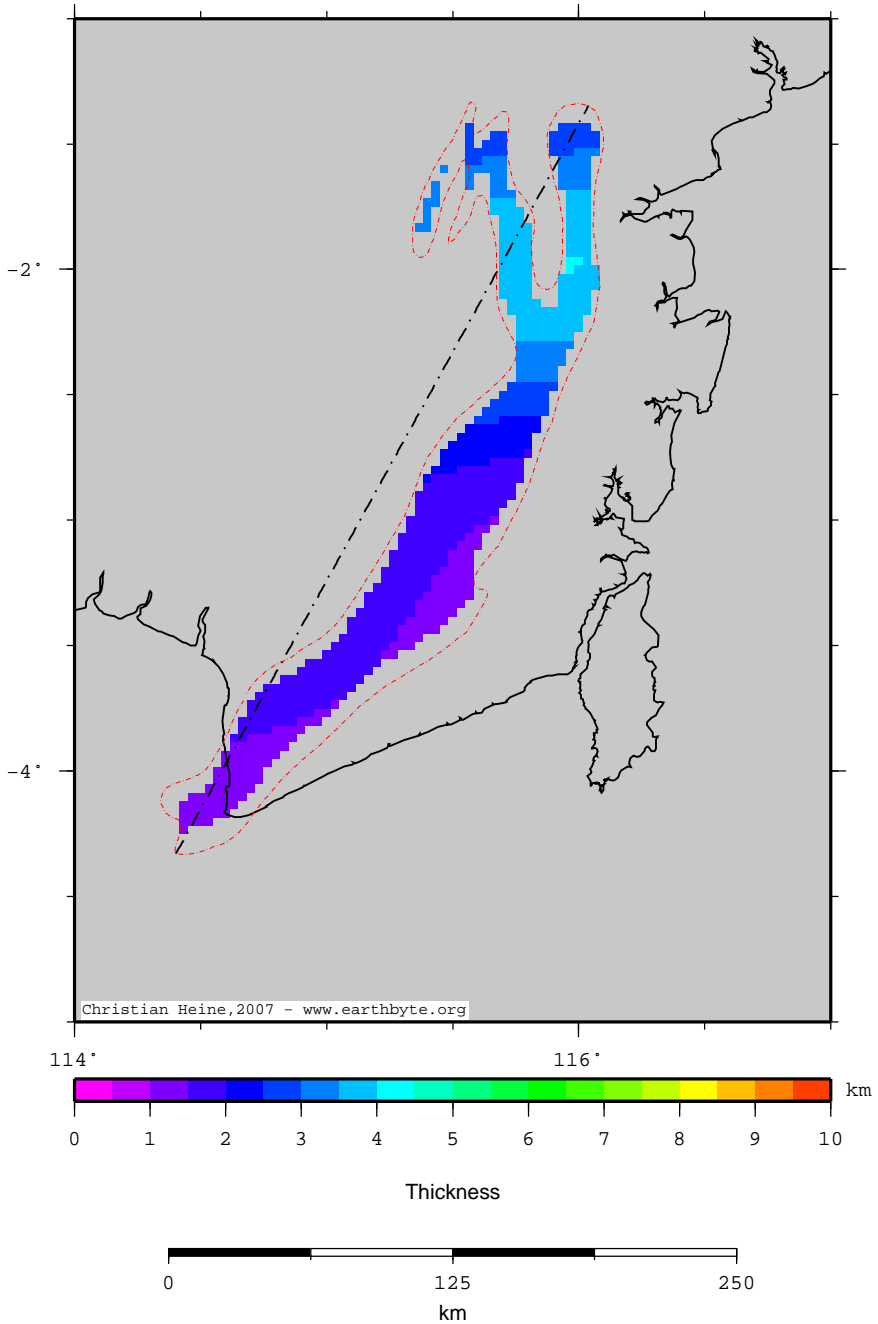 −2°
−4°
Christian Heine,2007 - www.earthbyte.org
114° 116°
km
0 1 2 3 4 5 6 7 8 9 10
Thickness
0 125 250
km